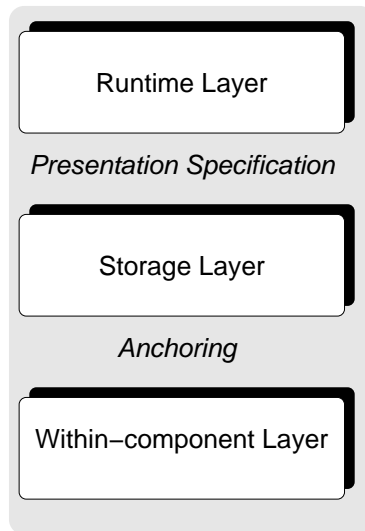 Runtime Layer
Presentation Specification
Storage Layer
Anchoring
Within−component Layer